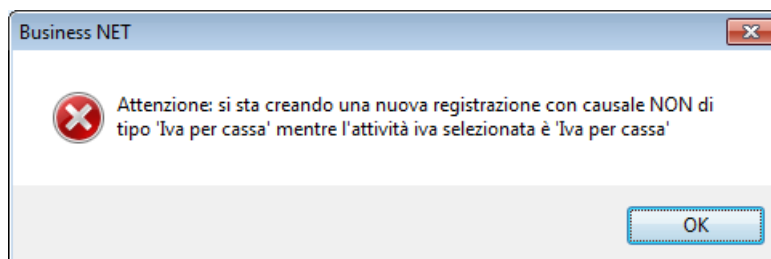 Business NET
Attenzione: si sta creando una nuova registrazione con causale NON di
tipo 'Iva per cassa' mentre l'attività iva selezionata è 'Iva per cassa'
OK